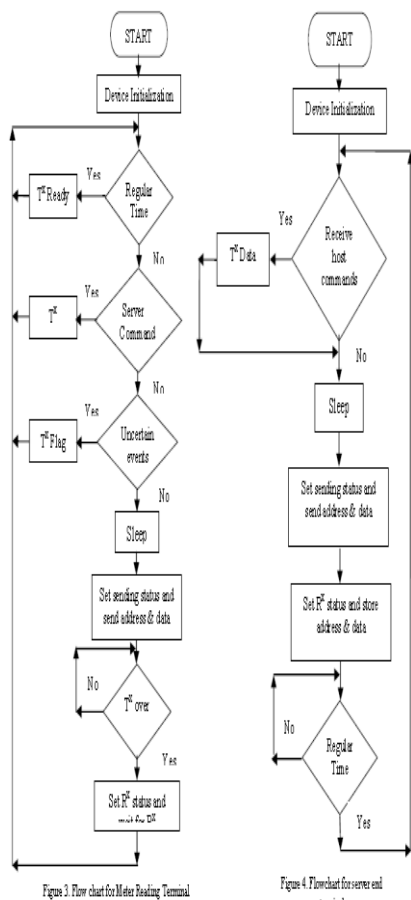 START
Device Initialization
Regular
Time
Yes
Tx Ready
No
Server
Command
Yes
Tx
No
Uncertain
events
Yes
Tx Flag
No
Sleep
Set sending status and
send address & data
Tx over
No
Yes
Set Rx status and
Figure 3. Flow chart for Meter Reading Terminal
START
Device Initialization
Receive
host
commands
Yes
Tx Data
No
Sleep
Set sending status and
send address & data
Set Rx status and store
address & data
Regular
Time
No
Yes
Figure 4. Flowchart for server end